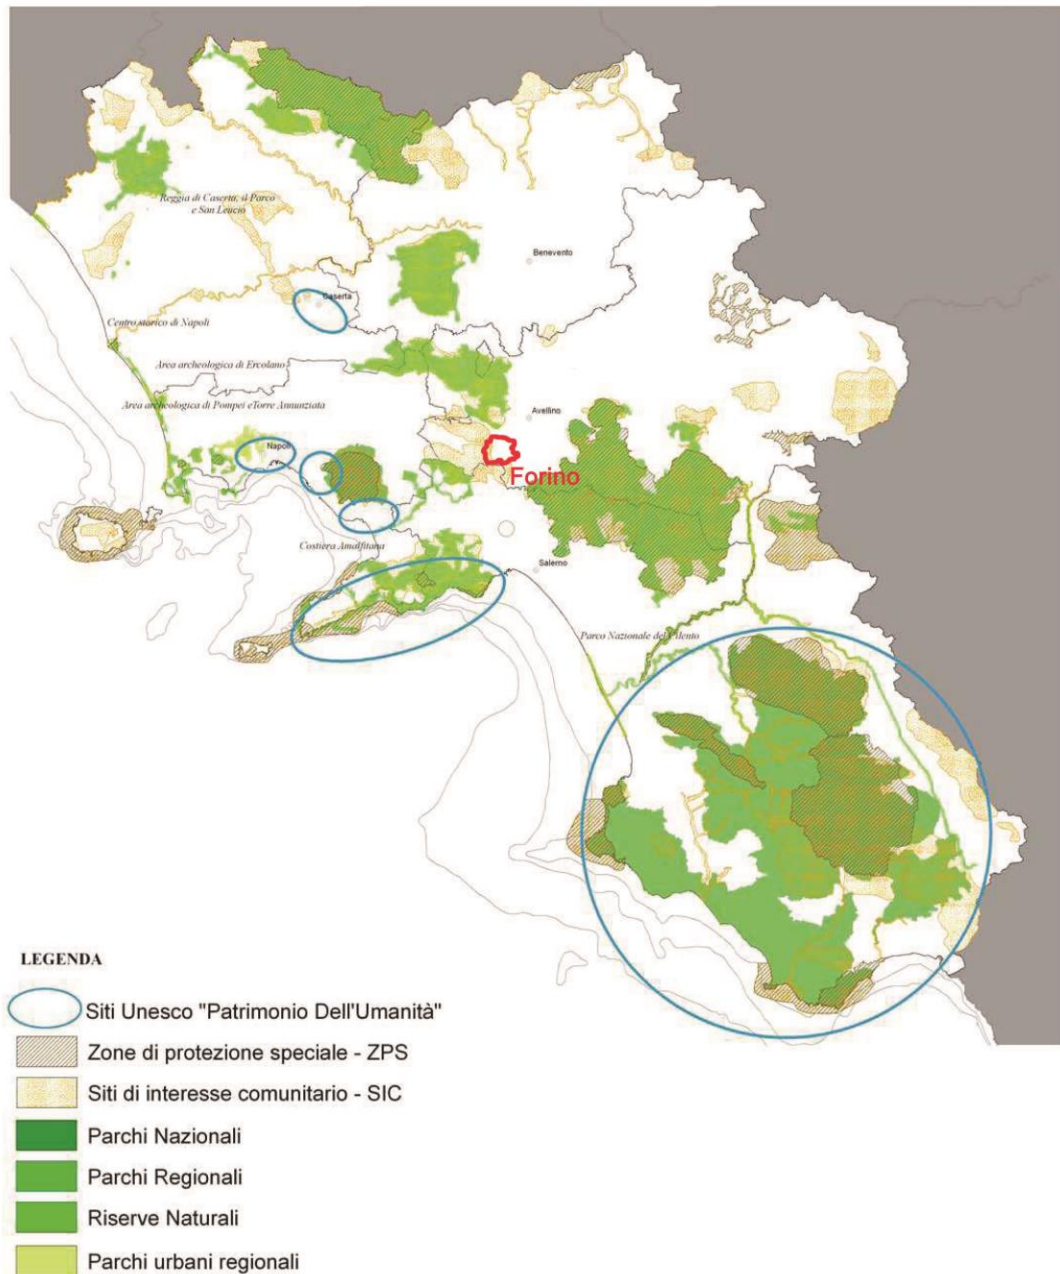 Reggia di Caserta, il Parco
e San Leucio
Benevento
Caserta
Centro storico di Napoli
Area archeologica di Ercolano
Area archeologica di Pompei eTorre Annunziata
Avellino
Napoli
Forino
Costiera Amalfitana
Salerno
Parco Nazionale del Cilento
LEGENDA
Siti Unesco "Patrimonio Dell'Umanità"
Zone di protezione speciale - ZPS
Siti di interesse comunitario - SIC
Parchi Nazionali
Parchi Regionali
Riserve Naturali
Parchi urbani regionali